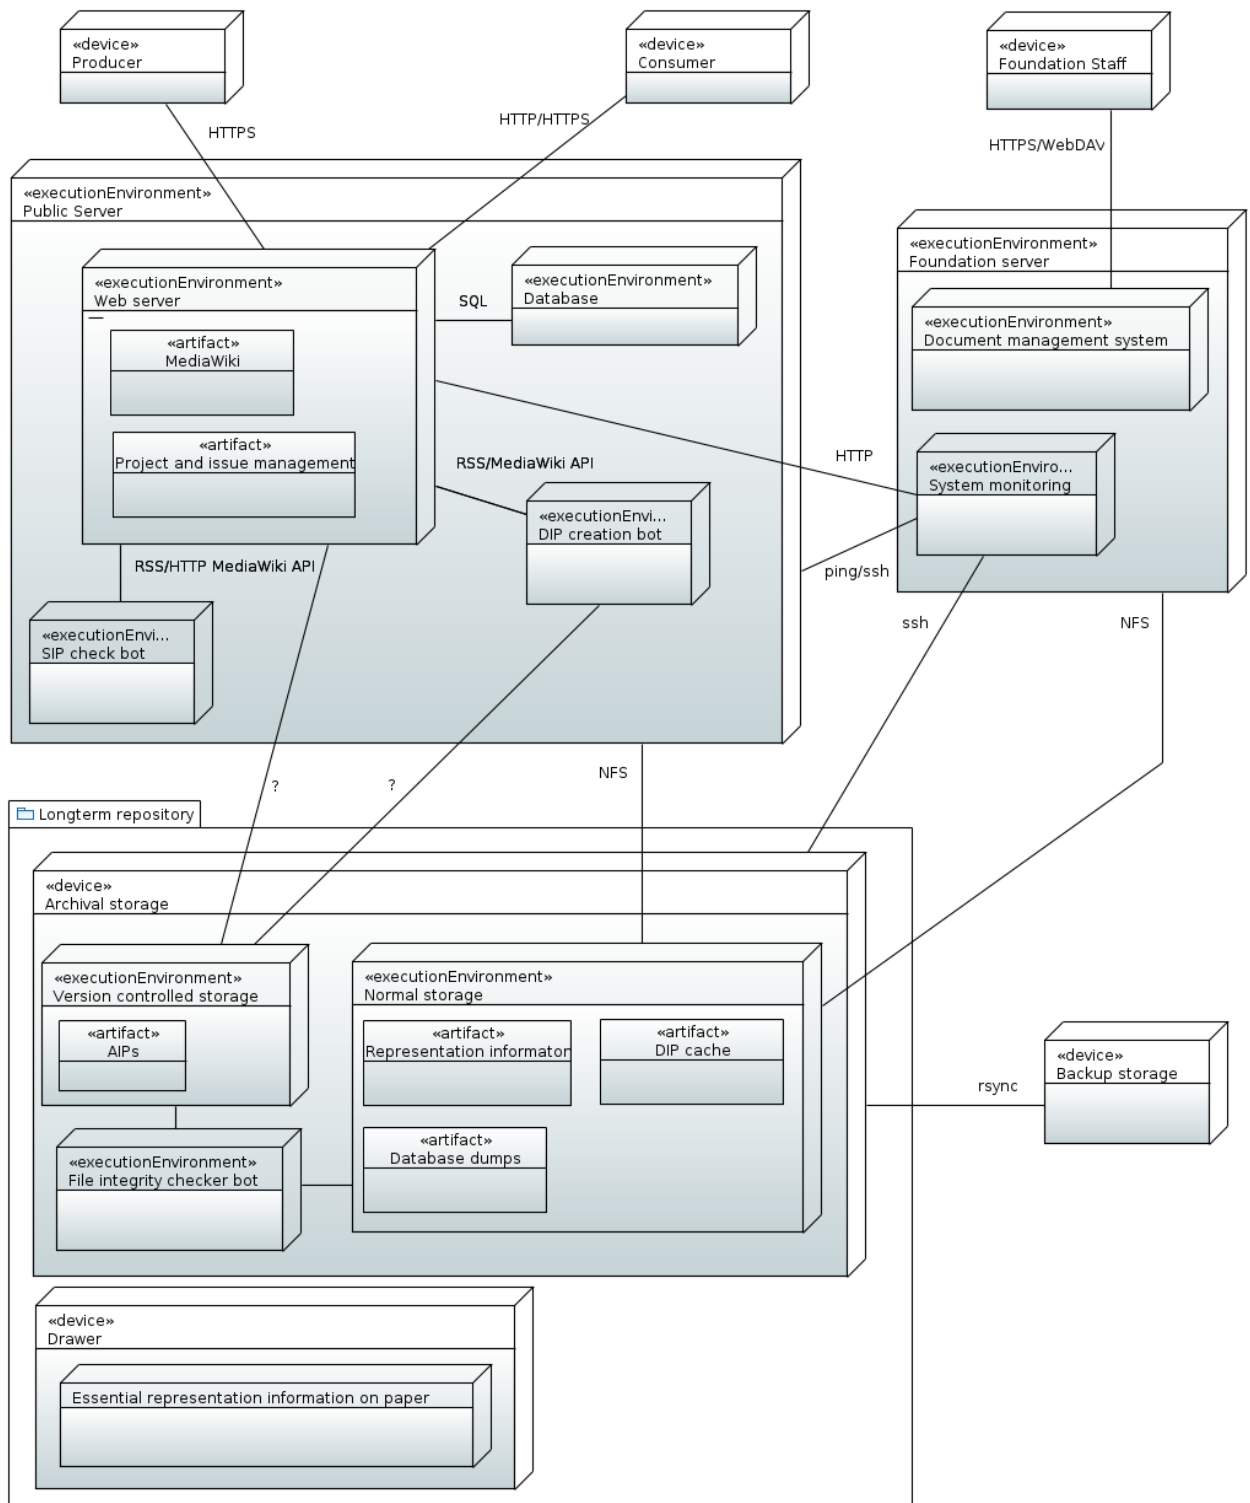 «device»
Producer
«device»
Consumer
«device»
Foundation Staff
HTTPS
HTTP/HTTPS
HTTPS/WebDAV
«executionEnvironment»
Public Server
«executionEnvironment»
Foundation server
«executionEnvironment»
Web server
SQL
«executionEnvironment»
Database
«executionEnvironment»
Document management system
«artifact»
MediaWiki
«artifact»
Project and issue management
RSS/MediaWiki API
HTTP
«executionEnviro...
System monitoring
«executionEnvi...
DIP creation bot
RSS/HTTP MediaWiki API
ping/ssh
«executionEnvi...
SIP check bot
ssh
NFS
?
?
NFS
Longterm repository
«device»
Archival storage
«executionEnvironment»
Version controlled storage
«artifact»
AIPs
«executionEnvironment»
Normal storage
«artifact»
Representation informaton
«artifact»
DIP cache
«device»
Backup storage
rsync
«artifact»
Database dumps
«executionEnvironment»
File integrity checker bot
«device»
Drawer
Essential representation information on paper